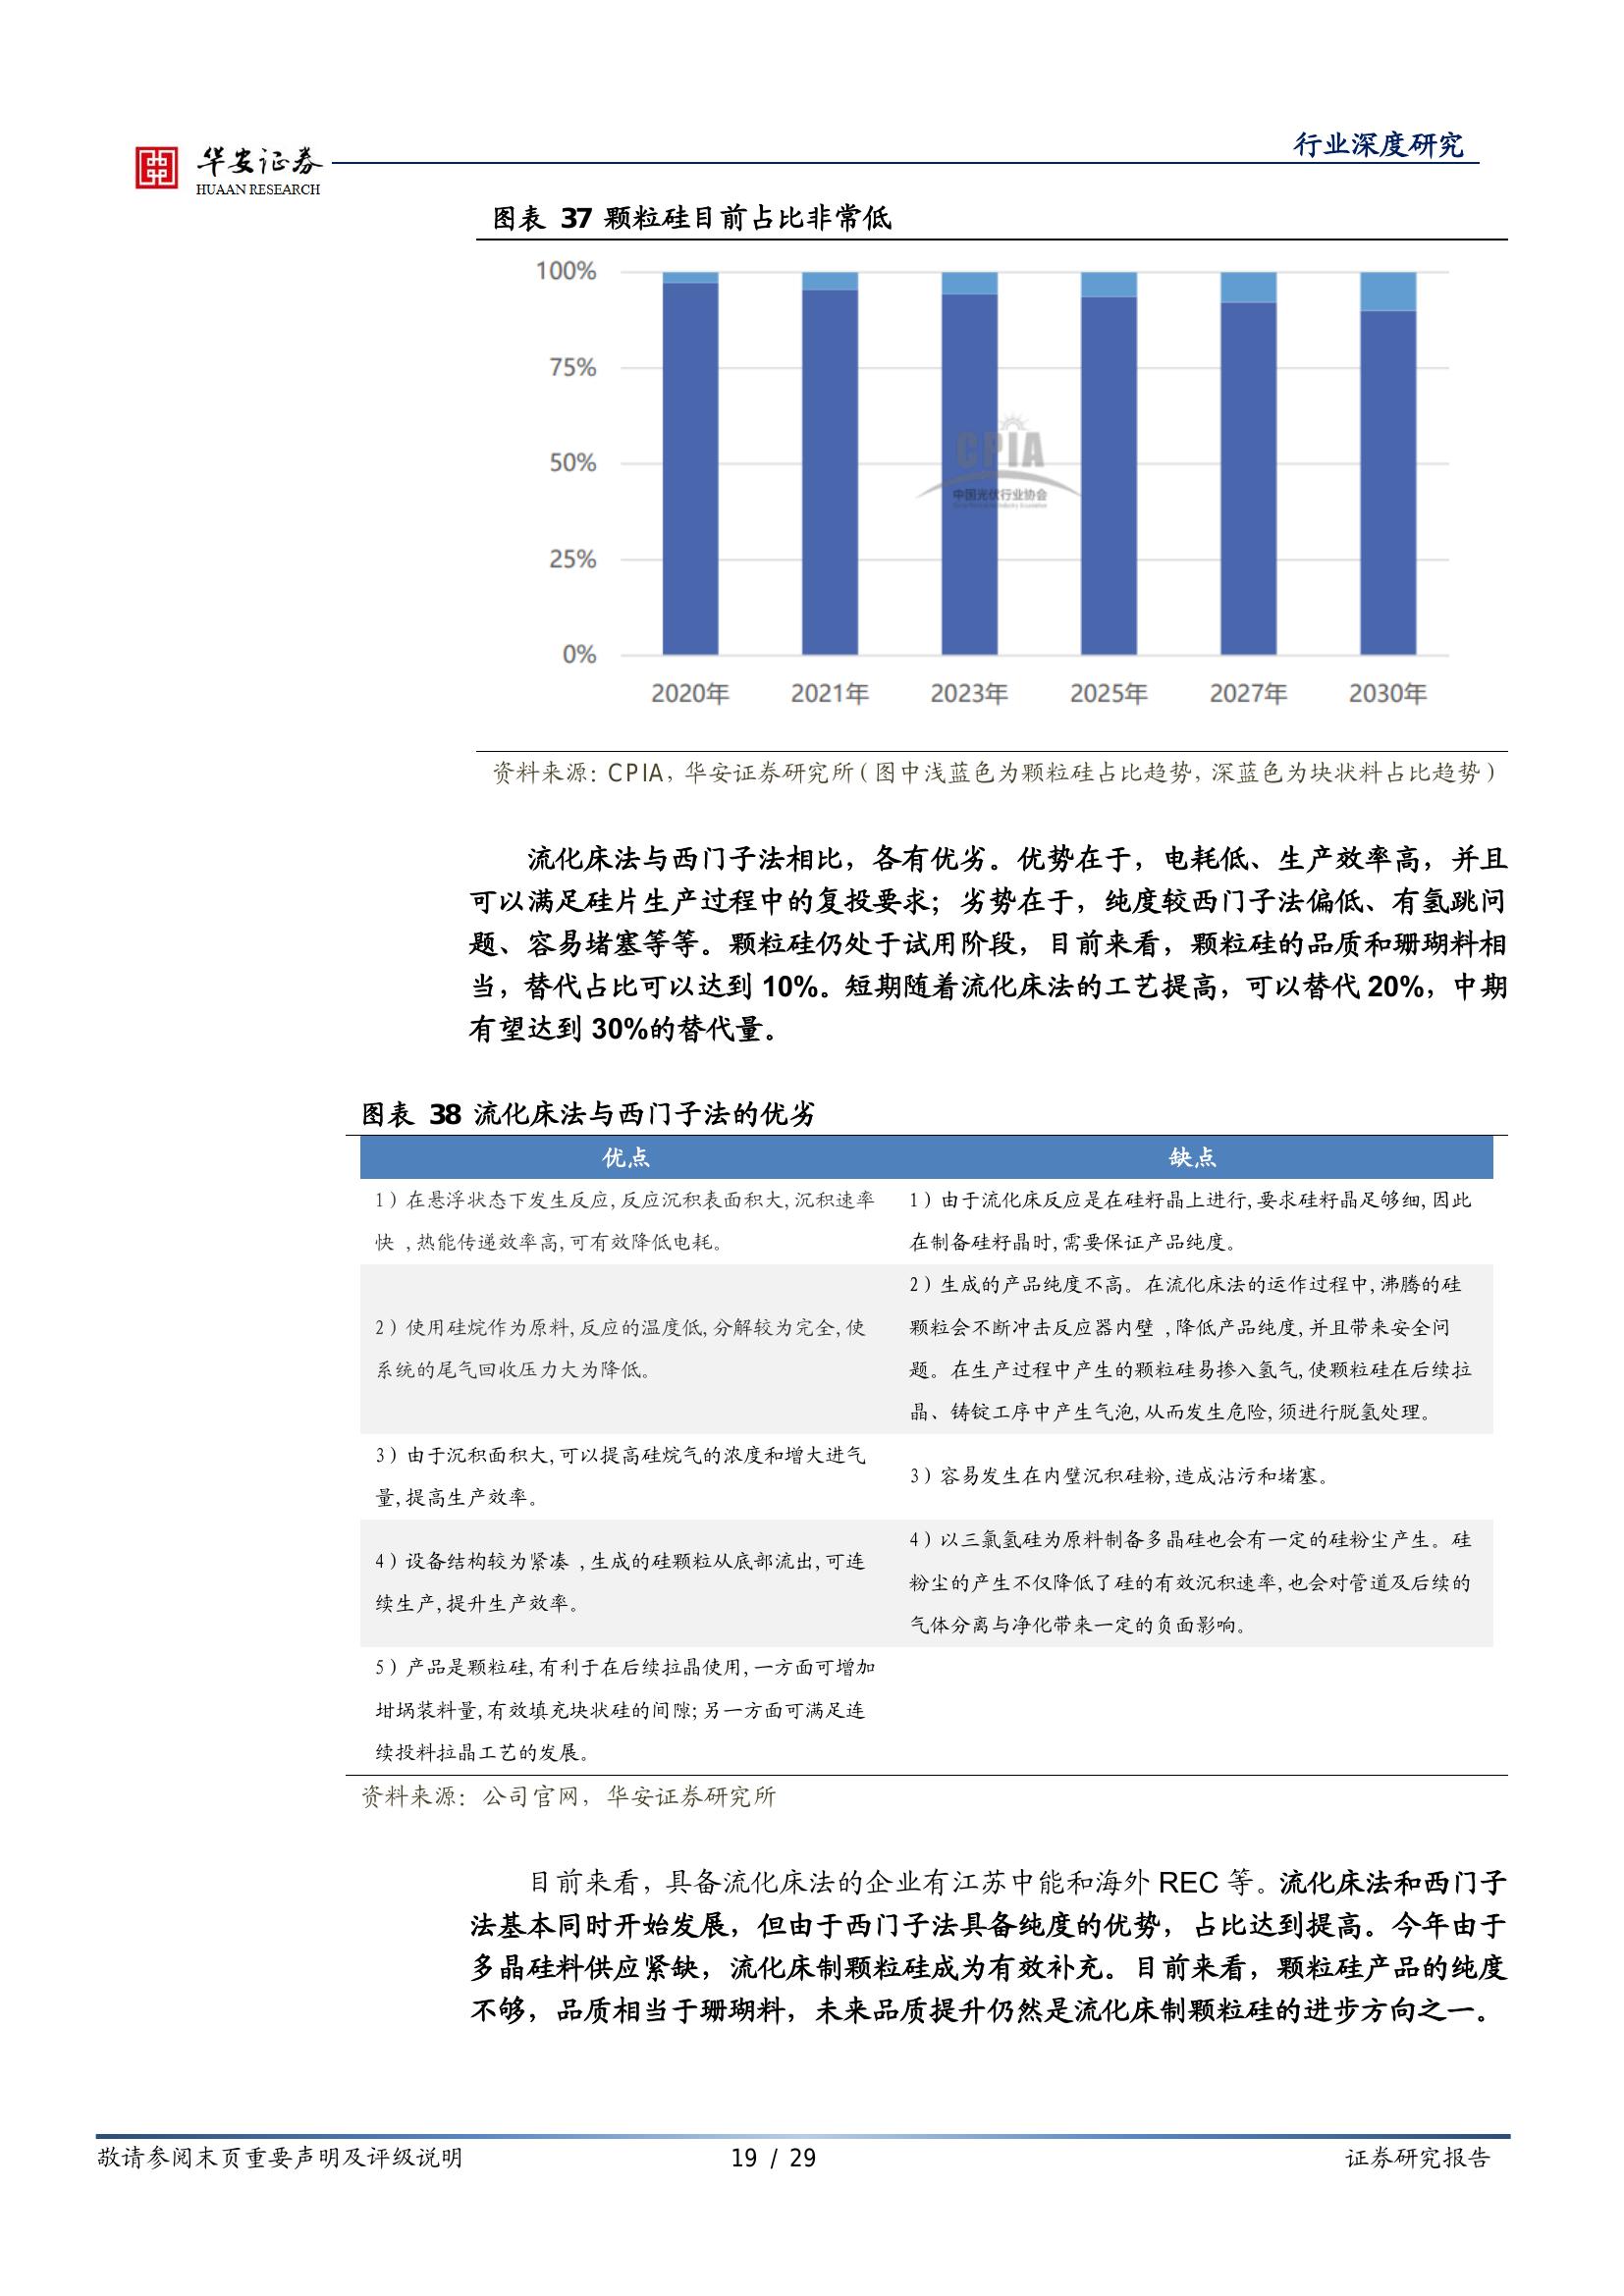 华安证券
HUAAN RESEARCH
行业深度研究
图表 37 颗粒硅目前占比非常低
100%
75%
50%
25%
0%
CPIA
中国光伏行业协会
2020年 2021年 2023年 2025年 2027年 2030年
资料来源：CPIA，华安证券研究所（图中浅蓝色为颗粒硅占比趋势，深蓝色为块状料占比趋势）
流化床法与西门子法相比，各有优劣。优势在于，电耗低、生产效率高，并且
可以满足硅片生产过程中的复投要求；劣势在于，纯度较西门子法偏低、有氢跳问
题、容易堵塞等等。颗粒硅仍处于试用阶段，目前来看，颗粒硅的品质和珊瑚料相
当，替代占比可以达到 10%。短期随着流化床法的工艺提高，可以替代 20%，中期
有望达到 30%的替代量。
图表 38 流化床法与西门子法的优劣
优点 缺点
1）在悬浮状态下发生反应,反应沉积表面积大,沉积速率
快 ,热能传递效率高,可有效降低电耗。
1）由于流化床反应是在硅籽晶上进行,要求硅籽晶足够细,因此
在制备硅籽晶时,需要保证产品纯度。
2）使用硅烷作为原料,反应的温度低,分解较为完全,使
系统的尾气回收压力大为降低。
2）生成的产品纯度不高。在流化床法的运作过程中,沸腾的硅
颗粒会不断冲击反应器内壁 ,降低产品纯度,并且带来安全问
题。在生产过程中产生的颗粒硅易掺入氢气,使颗粒硅在后续拉
晶、铸锭工序中产生气泡,从而发生危险,须进行脱氢处理。
3）由于沉积面积大,可以提高硅烷气的浓度和增大进气
量,提高生产效率。
3）容易发生在内壁沉积硅粉,造成沾污和堵塞。
4）设备结构较为紧凑 ,生成的硅颗粒从底部流出,可连
续生产,提升生产效率。
4）以三氯氢硅为原料制备多晶硅也会有一定的硅粉尘产生。硅
粉尘的产生不仅降低了硅的有效沉积速率,也会对管道及后续的
气体分离与净化带来一定的负面影响。
5）产品是颗粒硅,有利于在后续拉晶使用,一方面可增加
坩埚装料量,有效填充块状硅的间隙;另一方面可满足连
续投料拉晶工艺的发展。
资料来源：公司官网，华安证券研究所
目前来看，具备流化床法的企业有江苏中能和海外 REC 等。流化床法和西门子
法基本同时开始发展，但由于西门子法具备纯度的优势，占比达到提高。今年由于
多晶硅料供应紧缺，流化床制颗粒硅成为有效补充。目前来看，颗粒硅产品的纯度
不够，品质相当于珊瑚料，未来品质提升仍然是流化床制颗粒硅的进步方向之一。
敬请参阅末页重要声明及评级说明 19 / 29 证券研究报告